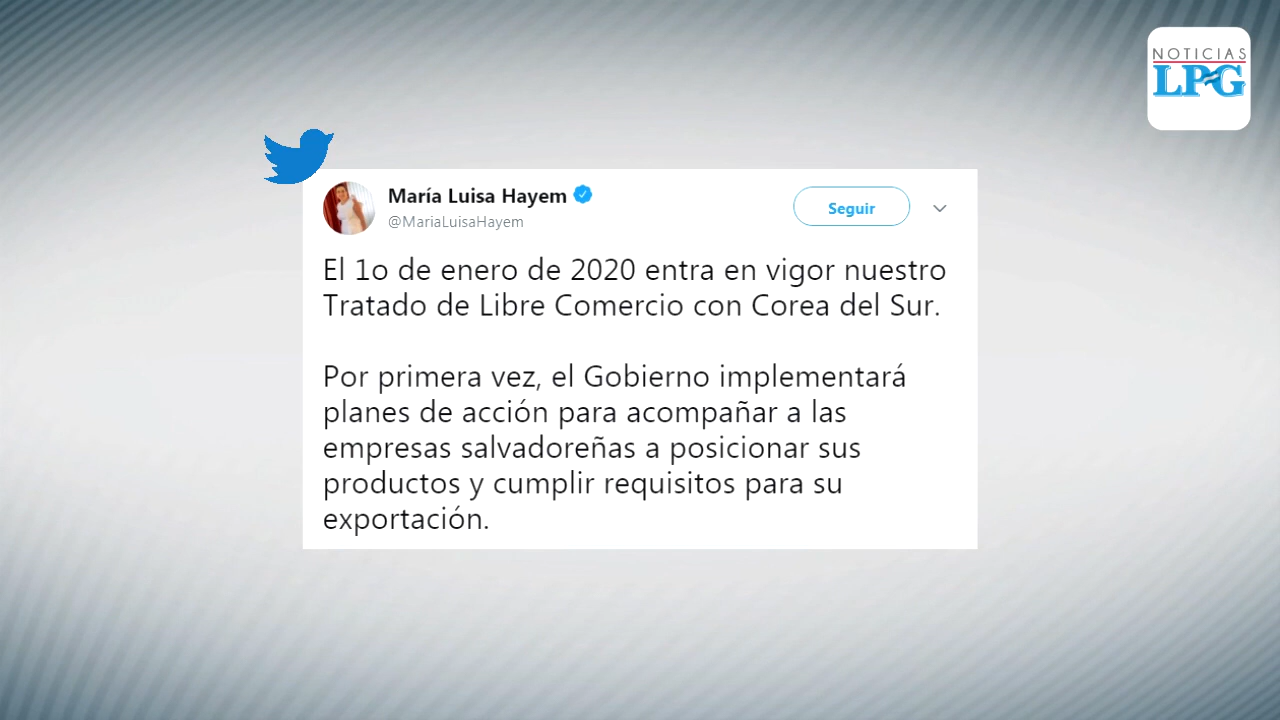 NOTICIAS
LPG
María Luisa Hayem
@MariaLuisaHayem
Seguir
El 1o de enero de 2020 entra en vigor nuestro
Tratado de Libre Comercio con Corea del Sur.
Por primera vez, el Gobierno implementará
planes de acción para acompañar a las
empresas salvadoreñas a posicionar sus
productos y cumplir requisitos para su
exportación.